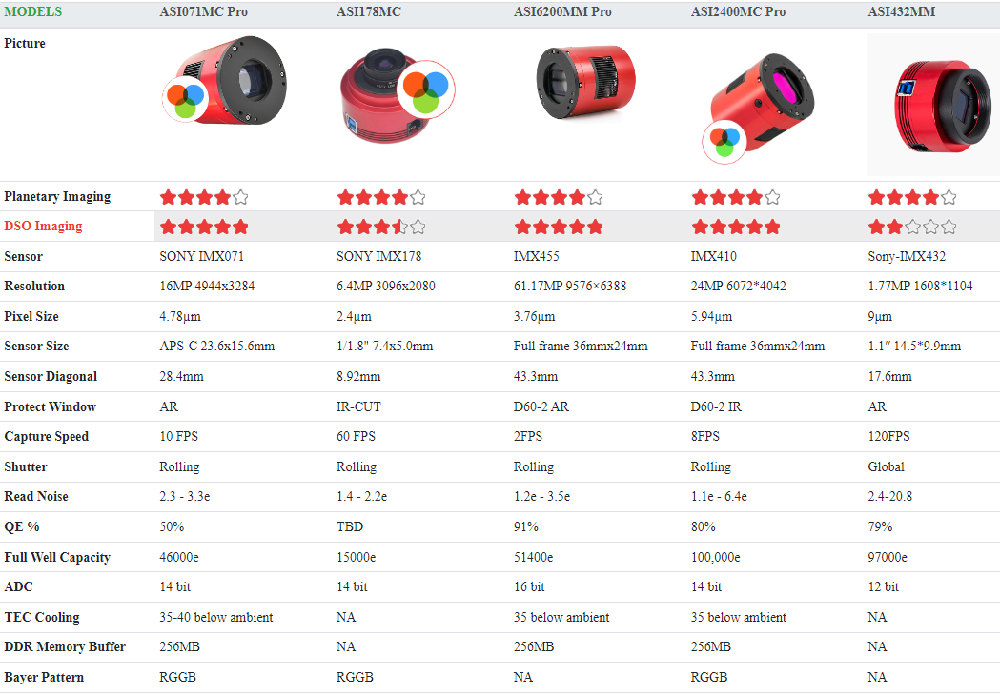 MODELS ASI071MC Pro ASI178MC ASI6200MM Pro ASI2400MC Pro ASI432MM
Picture
Planetary Imaging
DSO Imaging
Sensor SONY IMX071 SONY IMX178 IMX455 IMX410 Sony-IMX432
Resolution 16MP 4944x3284 6.4MP 3096x2080 61.17MP 9576×6388 24MP 6072*4042 1.77MP 1608*1104
Pixel Size 4.78µm 2.4µm 3.76µm 5.94µm 9µm
Sensor Size APS-C 23.6x15.6mm 1/1.8" 7.4x5.0mm Full frame 36mmx24mm Full frame 36mmx24mm 1.1″ 14.5*9.9mm
Sensor Diagonal 28.4mm 8.92mm 43.3mm 43.3mm 17.6mm
Protect Window AR IR-CUT D60-2 AR D60-2 IR AR
Capture Speed 10 FPS 60 FPS 2FPS 8FPS 120FPS
Shutter Rolling Rolling Rolling Rolling Global
Read Noise 2.3 - 3.3e 1.4 - 2.2e 1.2e - 3.5e 1.1e - 6.4e 2.4-20.8
QE % 50% TBD 91% 80% 79%
Full Well Capacity 46000e 15000e 51400e 100,000e 97000e
ADC 14 bit 14 bit 16 bit 14 bit 12 bit
TEC Cooling 35-40 below ambient NA 35 below ambient 35 below ambient NA
DDR Memory Buffer 256MB NA 256MB 256MB NA
Bayer Pattern RGGB RGGB NA RGGB NA